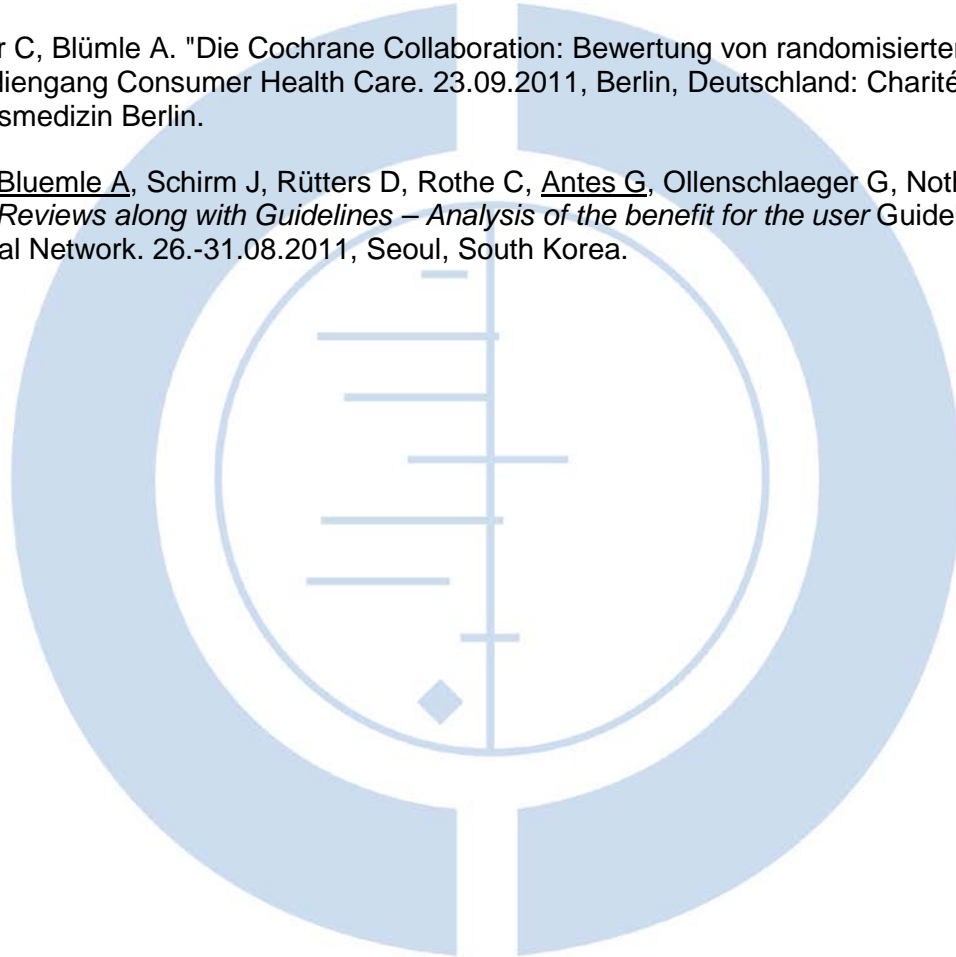 r C, Blümle A. "Die Cochrane Collaboration: Bewertung von randomisierten
liengang Consumer Health Care. 23.09.2011, Berlin, Deutschland: Charité
smedizin Berlin.
Bluemle A, Schirm J, Rütters D, Rothe C, Antes G, Ollenschlaeger G, Noth
Reviews along with Guidelines – Analysis of the benefit for the user Guide
al Network. 26.-31.08.2011, Seoul, South Korea.